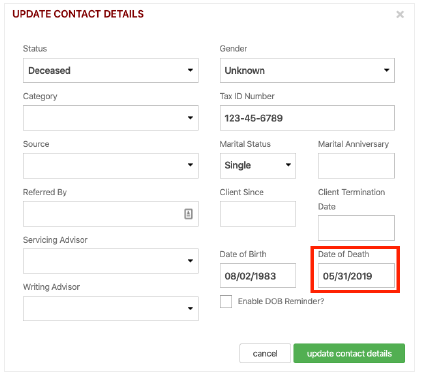 UPDATE CONTACT DETAILS ×
Status
Deceased
Gender
Unknown
Category
Tax ID Number
123-45-6789
Source
Marital Status
Single
Marital Anniversary
Referred By
Client Since
Client Termination
Date
Servicing Advisor
Date of Birth
08/02/1983
Date of Death
05/31/2019
Writing Advisor
Enable DOB Reminder?
cancel
update contact details